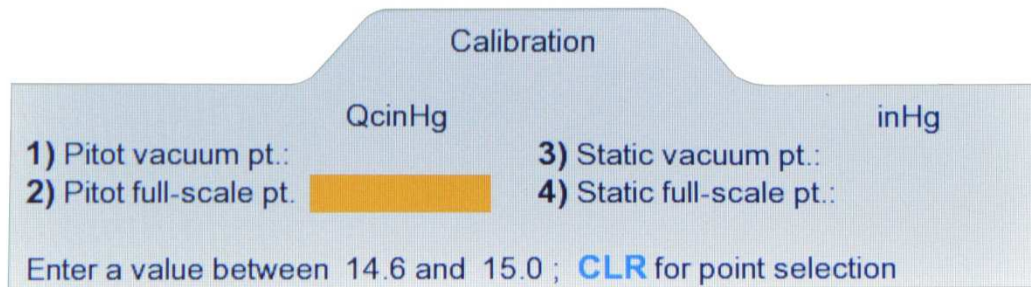 Calibration
QcinHg inHg
1) Pitot vacuum pt.: 3) Static vacuum pt.:
2) Pitot full-scale pt. 4) Static full-scale pt.:
Enter a value between 14.6 and 15.0 ; CLR for point selection